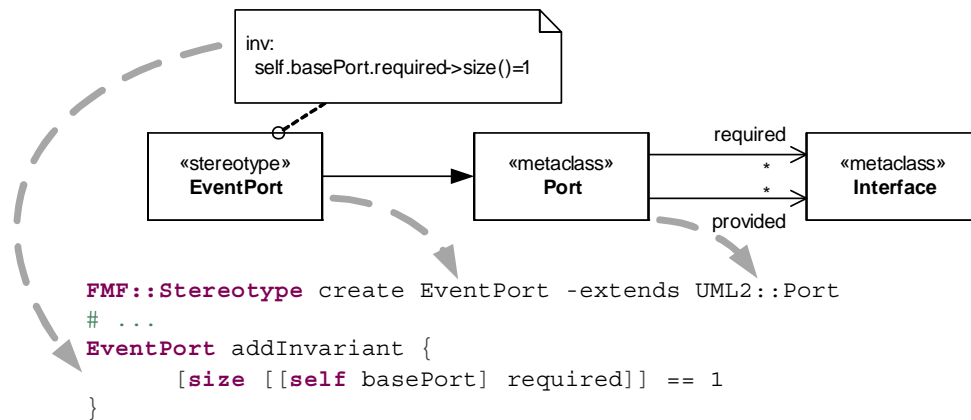 inv:
self.basePort.required->size()=1
«stereotype»
EventPort
«metaclass»
Port
required
*
*
provided
«metaclass»
Interface
FMF::Stereotype create EventPort -extends UML2::Port
# ...
EventPort addInvariant {
[size [[self basePort] required]] == 1
}